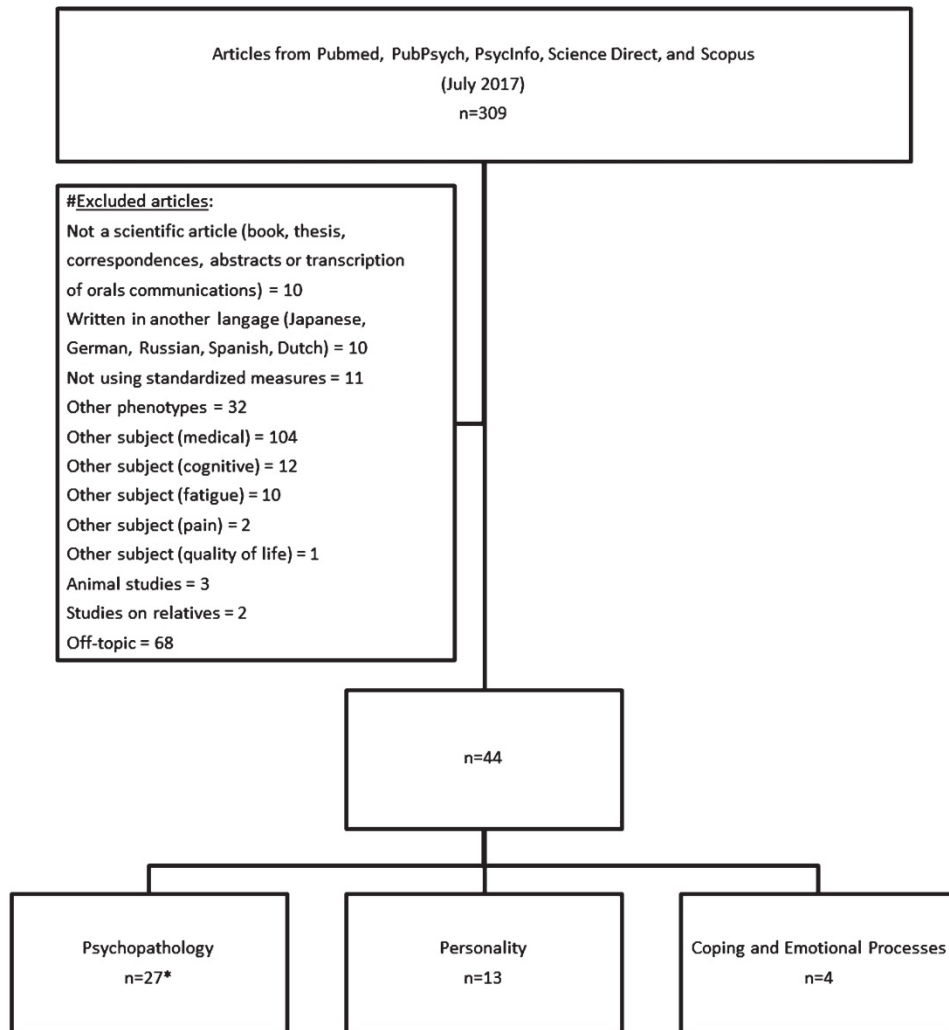 Articles from Pubmed, PubPsych, PsycInfo, Science Direct, and Scopus
(July 2017)
n=309
#Excluded articles:
Not a scientific article (book, thesis,
correspondences, abstracts or transcription
of orals communications) = 10
Written in another langage (Japanese,
German, Russian, Spanish, Dutch) = 10
Not using standardized measures = 11
Other phenotypes = 32
Other subject (medical) = 104
Other subject (cognitive) = 12
Other subject (fatigue) = 10
Other subject (pain) = 2
Other subject (quality of life) = 1
Animal studies = 3
Studies on relatives = 2
Off-topic = 68
n=44
Psychopathology
n=27*
Personality
n=13
Coping and Emotional Processes
n=4